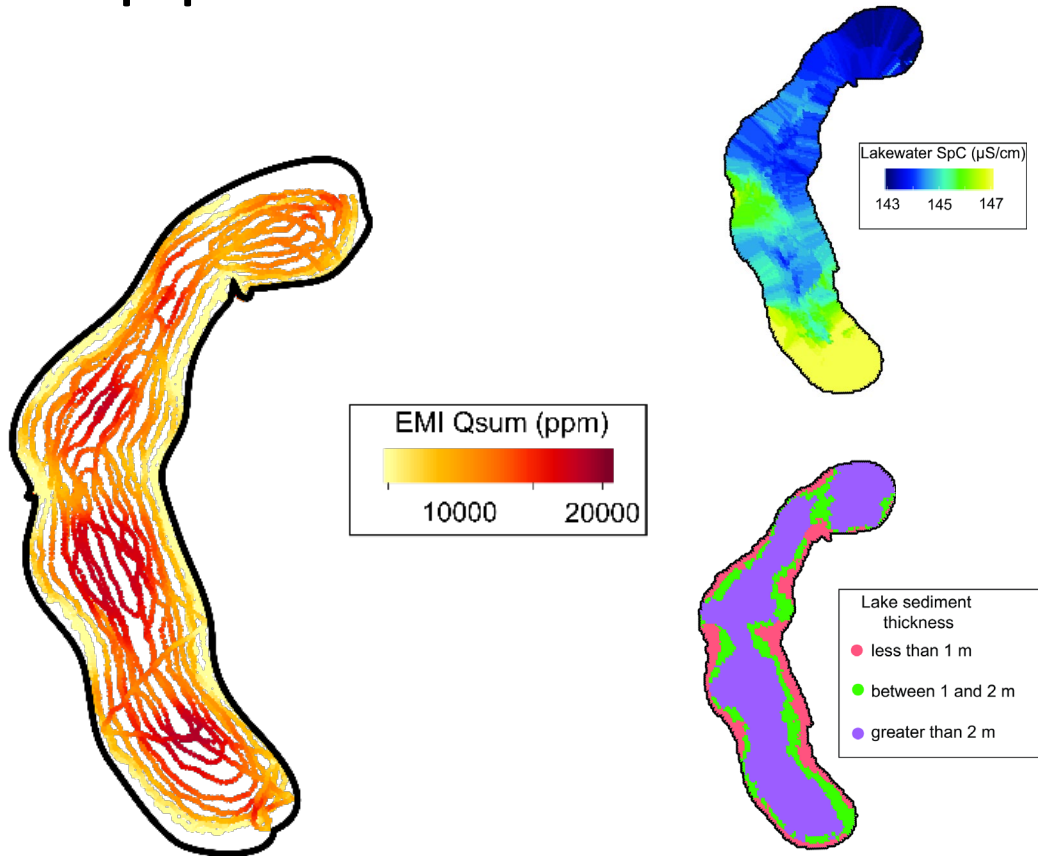 Lakewater SpC (µS/cm)
143 145 147
EMI Qsum (ppm)
10000 20000
Lake sediment
thickness
less than 1 m
between 1 and 2 m
greater than 2 m